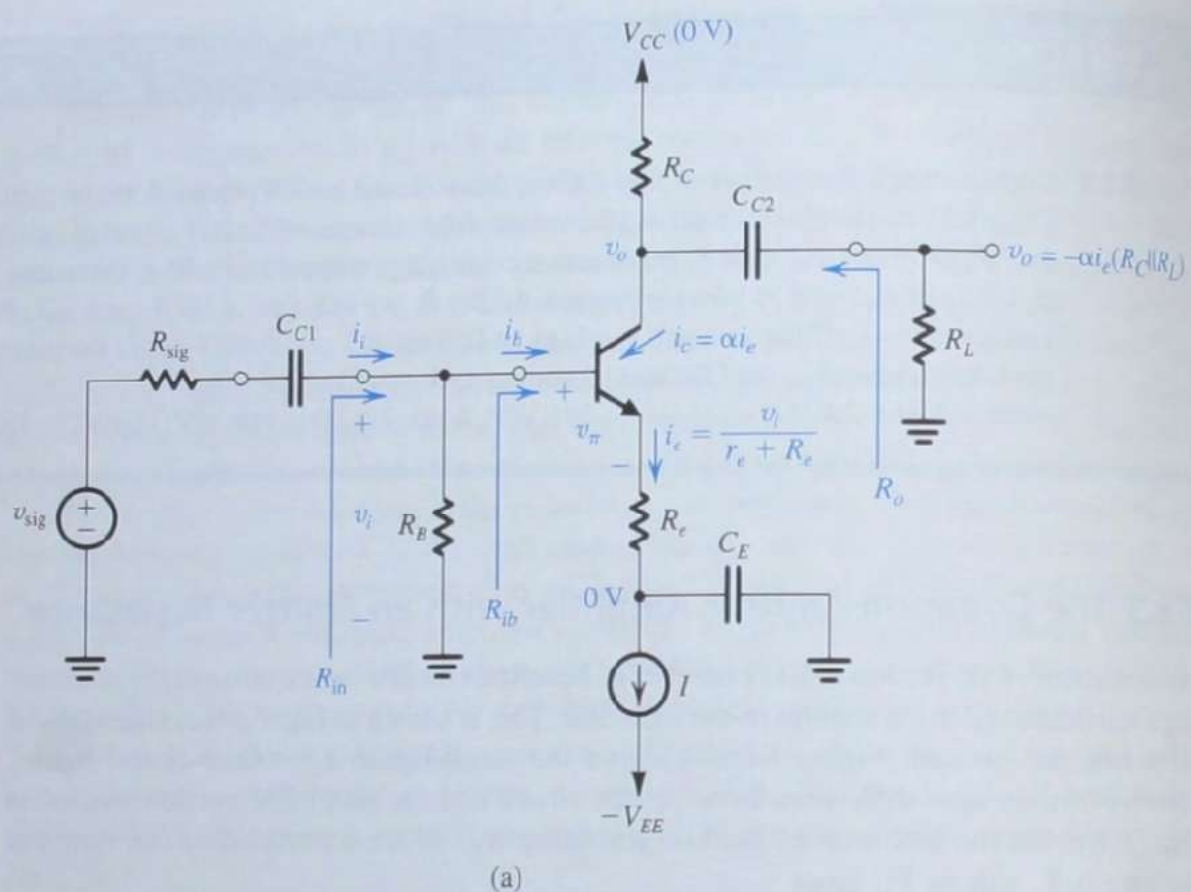 V_CC (0 V)
R_C
C_C2
v_o
v_o = −αi_e(R_C||R_L)
R_sig
C_C1
i_i
i_b
i_c = αi_e
R_L
+
+
v_π
−
i_e = v_i / (r_e + R_e)
R_o
v_sig
+
−
v_i
R_B
R_e
C_E
−
R_ib
0 V
R_in
I
−V_EE
(a)